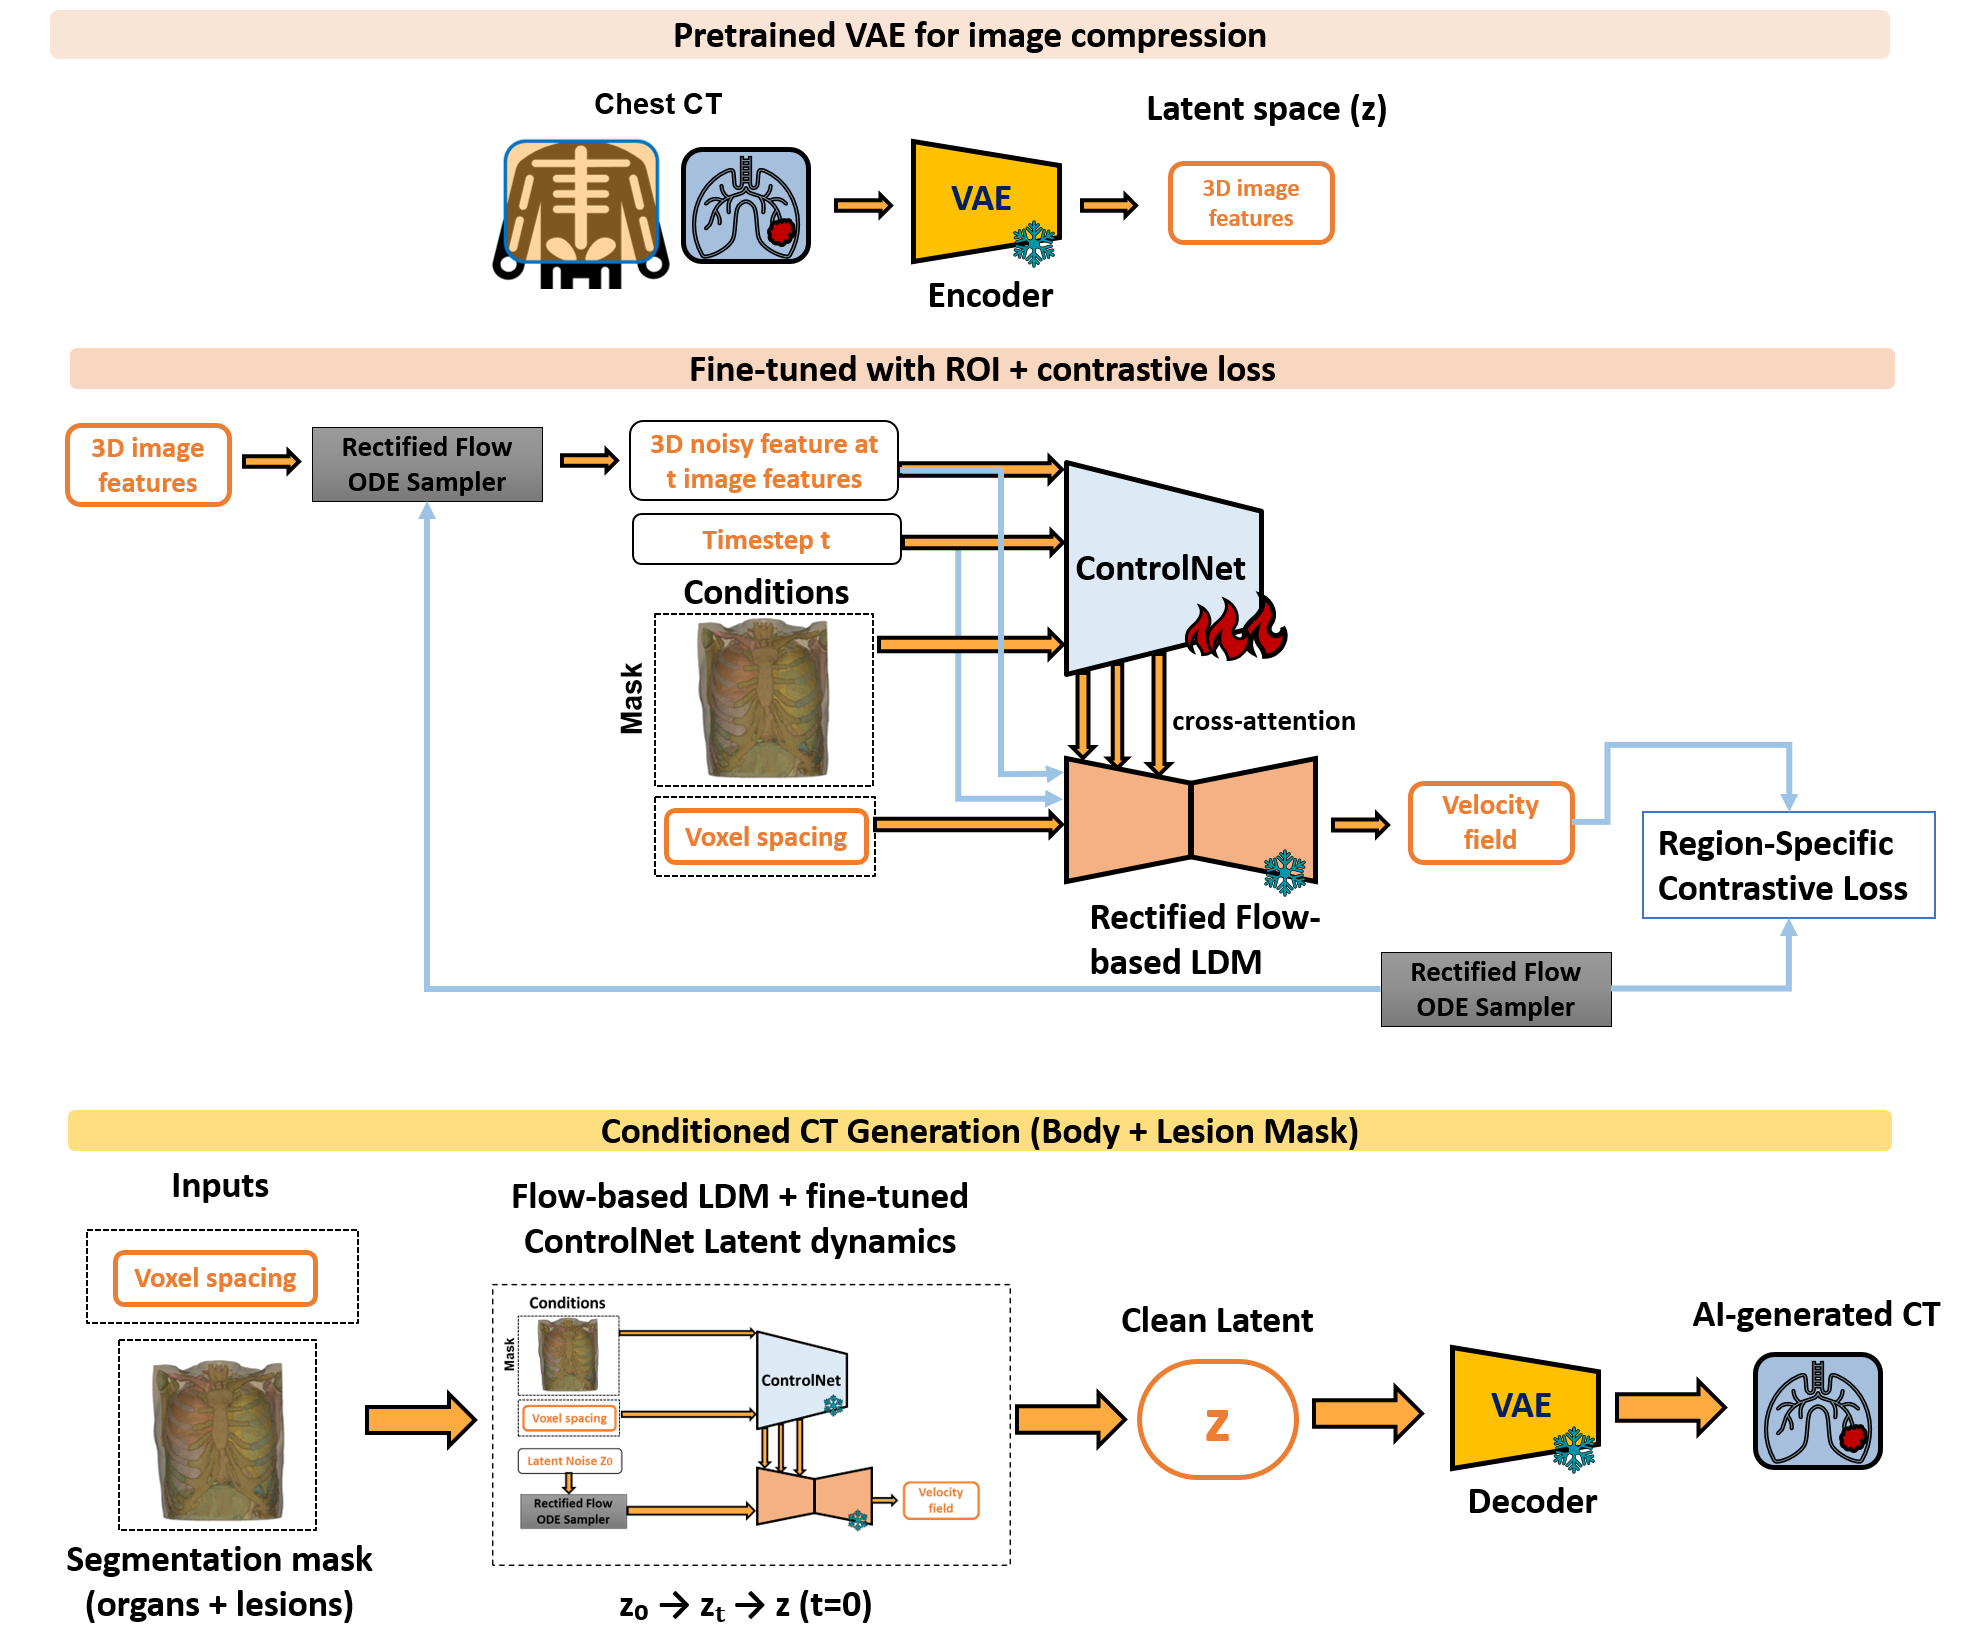 Pretrained VAE for image compression
Chest CT
Latent space (z)
VAE
3D image
features
Encoder
Fine-tuned with ROI + contrastive loss
3D image
features
Rectified Flow
ODE Sampler
3D noisy feature at
t image features
Timestep t
Conditions
Mask
ControlNet
cross-attention
Voxel spacing
Velocity
field
Region-Specific
Contrastive Loss
Rectified Flow-
based LDM
Rectified Flow
ODE Sampler
Conditioned CT Generation (Body + Lesion Mask)
Inputs
Voxel spacing
Segmentation mask
(organs + lesions)
Flow-based LDM + fine-tuned
ControlNet Latent dynamics
Conditions
Mask
ControlNet
Voxel spacing
Latent Noise Z0
Rectified Flow
ODE Sampler
Velocity
field
z₀ → zₜ → z (t=0)
Clean Latent
z
VAE
Decoder
AI-generated CT